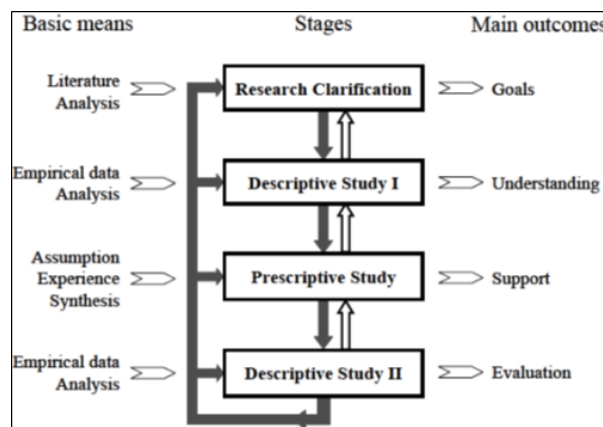 Basic means Stages Main outcomes
Literature
Analysis
Research Clarification
Goals
Empirical data
Analysis
Descriptive Study I
Understanding
Assumption
Experience
Synthesis
Prescriptive Study
Support
Empirical data
Analysis
Descriptive Study II
Evaluation